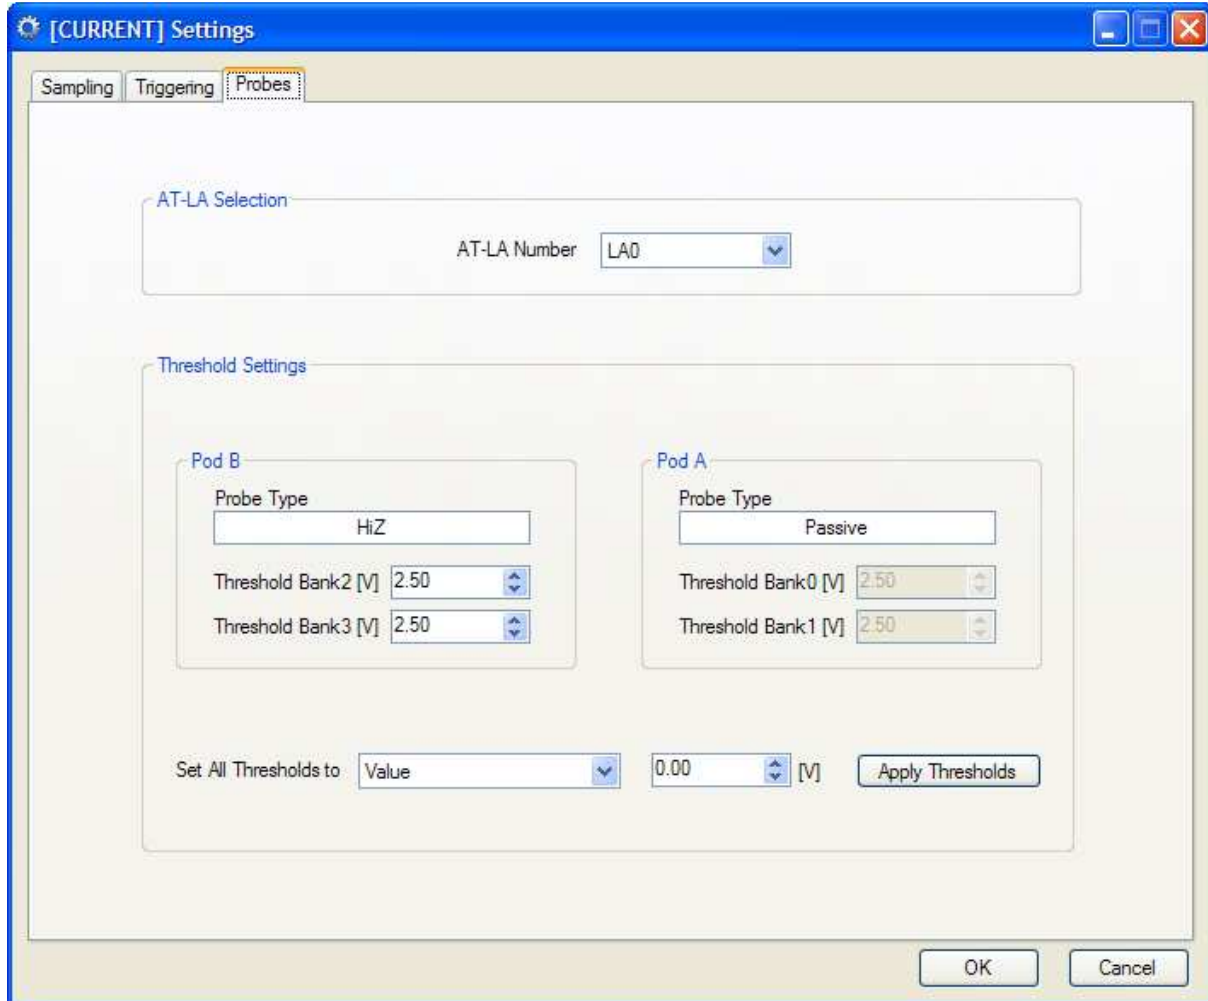 [CURRENT] Settings
Sampling Triggering Probes
AT-LA Selection
AT-LA Number LA0
Threshold Settings
Pod B
Probe Type
HiZ
Threshold Bank2 [V] 2.50
Threshold Bank3 [V] 2.50
Pod A
Probe Type
Passive
Threshold Bank0 [V] 2.50
Threshold Bank1 [V] 2.50
Set All Thresholds to Value 0.00 [V] Apply Thresholds
OK Cancel